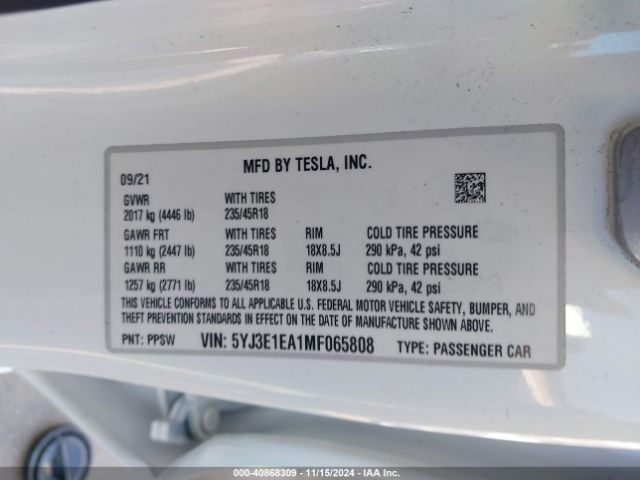 MFD BY TESLA, INC.
09/21
GVWR WITH TIRES
2017 kg (4446 lb) 235/45R18
GAWR FRT WITH TIRES RIM COLD TIRE PRESSURE
1110 kg (2447 lb) 235/45R18 18X8.5J 290 kPa, 42 psi
GAWR RR WITH TIRES RIM COLD TIRE PRESSURE
1257 kg (2771 lb) 235/45R18 18X8.5J 290 kPa, 42 psi
THIS VEHICLE CONFORMS TO ALL APPLICABLE U.S. FEDERAL MOTOR VEHICLE SAFETY, BUMPER, AND
THEFT PREVENTION STANDARDS IN EFFECT ON THE DATE OF MANUFACTURE SHOWN ABOVE.
PNT: PPSW VIN: 5YJ3E1EA1MF065808 TYPE: PASSENGER CAR
000-40868309 - 11/15/2024 - IAA Inc.